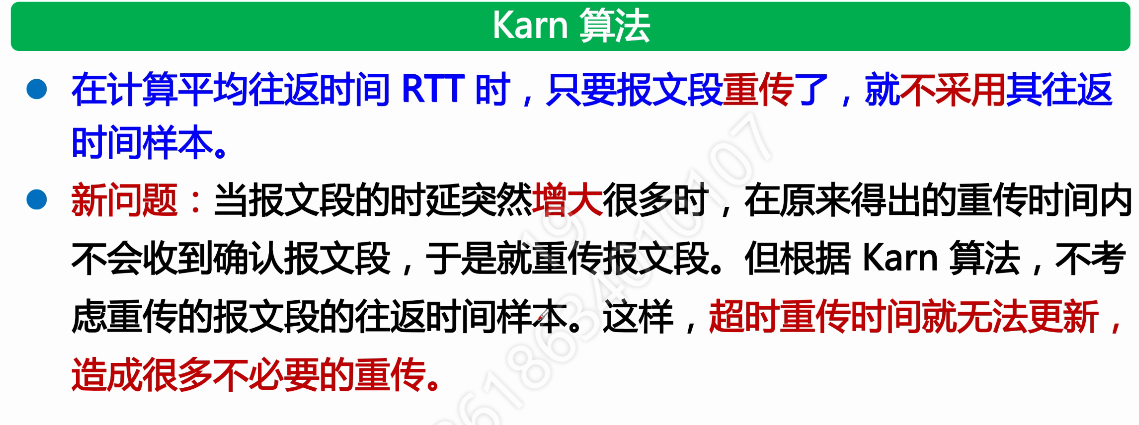 Karn 算法
在计算平均往返时间 RTT 时，只要报文段重传了，就不采用其往返
时间样本。
新问题：当报文段的时延突然增大很多时，在原来得出的重传时间内
不会收到确认报文段，于是就重传报文段。但根据 Karn 算法，不考
虑重传的报文段的往返时间样本。这样，超时重传时间就无法更新，
造成很多不必要的重传。